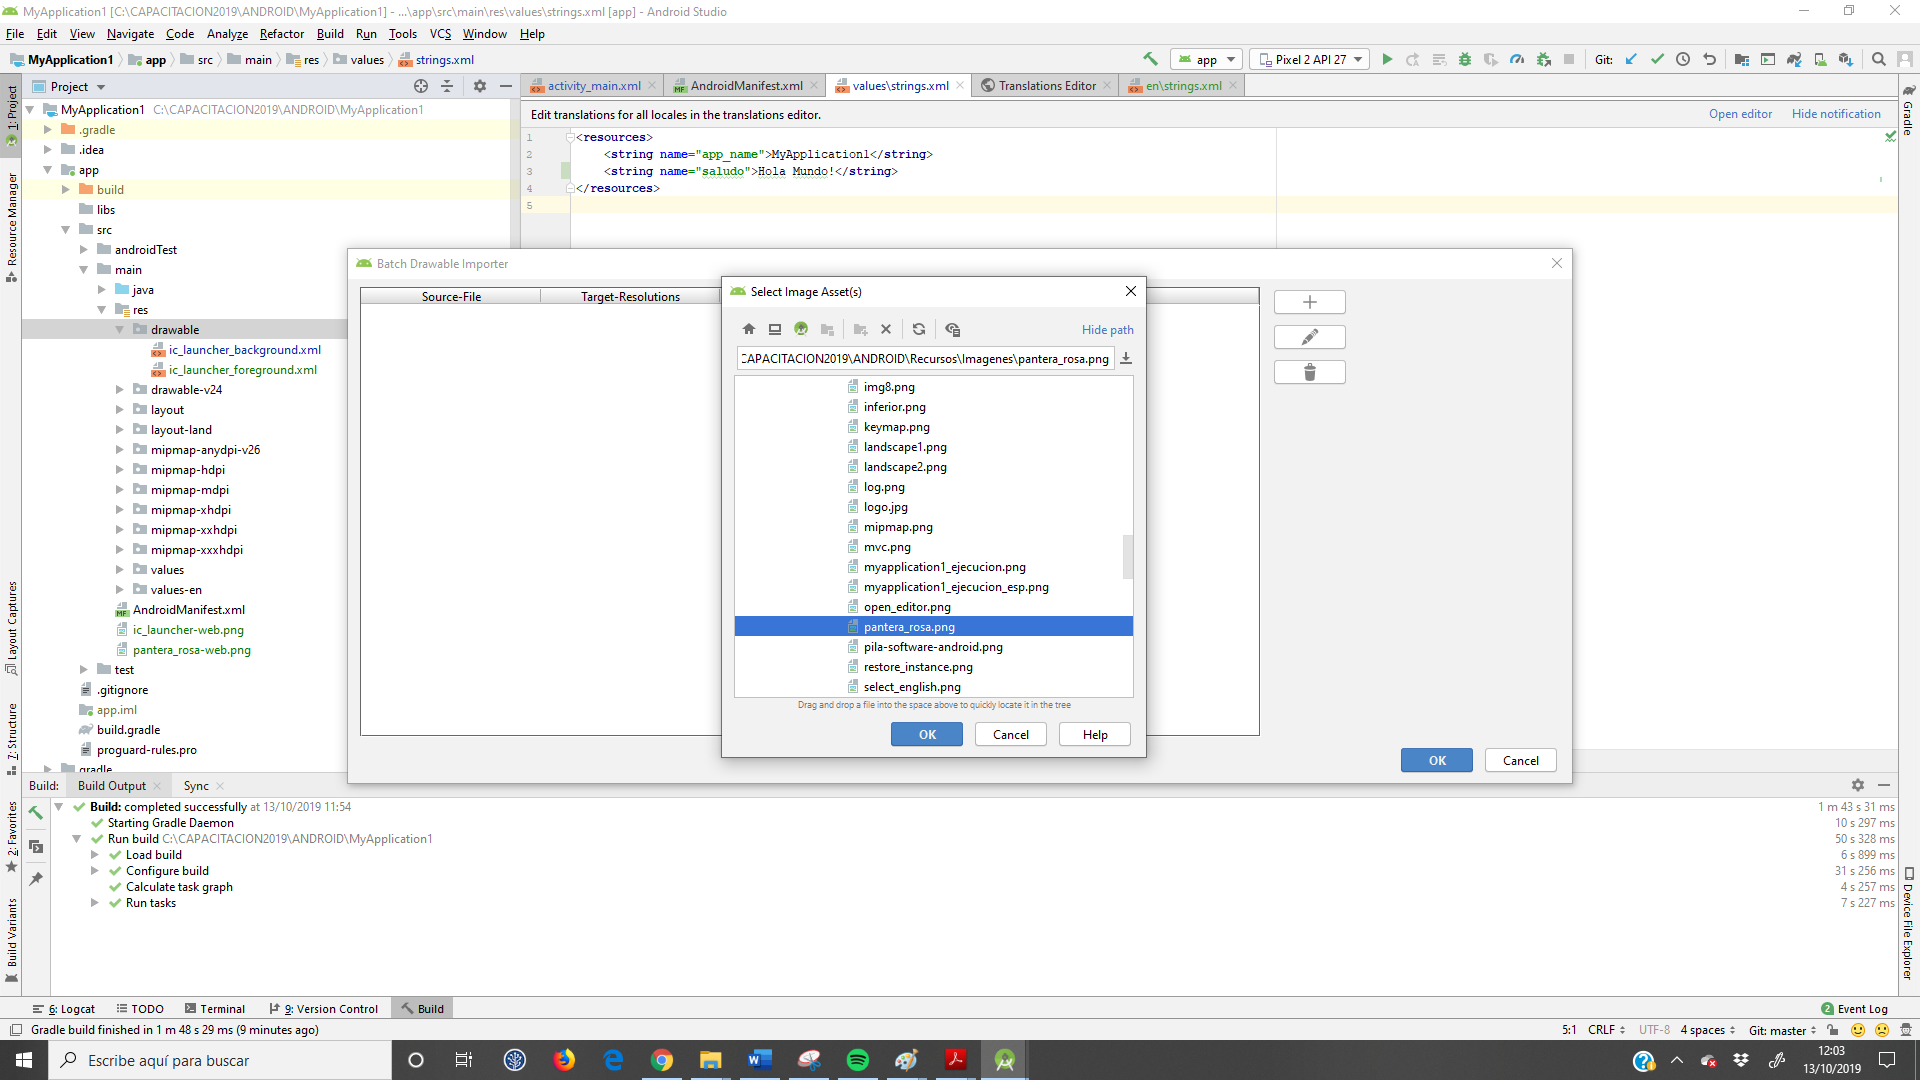 MyApplication1 [C:\CAPACITACION2019\ANDROID\MyApplication1] - ...\app\src\main\res\values\strings.xml [app] - Android Studio
File Edit View Navigate Code Analyze Refactor Build Run Tools VCS Window Help
MyApplication1 app src main res values strings.xml app Pixel 2 API 27 Git:
Project activity_main.xml AndroidManifest.xml values\strings.xml Translations Editor en\strings.xml
1: Project
Resource Manager
Layout Captures
7: Structure
2: Favorites
Build Variants
Gradle
Device File Explorer
MyApplication1 C:\CAPACITACION2019\ANDROID\MyApplication1
.gradle
.idea
app
build
libs
src
androidTest
main
java
res
drawable
ic_launcher_background.xml
ic_launcher_foreground.xml
drawable-v24
layout
layout-land
mipmap-anydpi-v26
mipmap-hdpi
mipmap-mdpi
mipmap-xhdpi
mipmap-xxhdpi
mipmap-xxxhdpi
values
values-en
AndroidManifest.xml
ic_launcher-web.png
pantera_rosa-web.png
test
.gitignore
app.iml
build.gradle
proguard-rules.pro
gradle
Edit translations for all locales in the translations editor. Open editor Hide notification
1 <resources>
2 <string name="app_name">MyApplication1</string>
3 <string name="saludo">Hola Mundo!</string>
4 </resources>
5
Batch Drawable Importer
Source-File Target-Resolutions
OK Cancel
Select Image Asset(s)
Hide path
CAPACITACION2019\ANDROID\Recursos\Imagenes\pantera_rosa.png
img8.png
inferior.png
keymap.png
landscape1.png
landscape2.png
log.png
logo.jpg
mipmap.png
mvc.png
myapplication1_ejecucion.png
myapplication1_ejecucion_esp.png
open_editor.png
pantera_rosa.png
pila-software-android.png
restore_instance.png
select_english.png
Drag and drop a file into the space above to quickly locate it in the tree
OK Cancel Help
Build: Build Output Sync
Build: completed successfully at 13/10/2019 11:54 1 m 43 s 31 ms
Starting Gradle Daemon 10 s 297 ms
Run build C:\CAPACITACION2019\ANDROID\MyApplication1 50 s 328 ms
Load build 6 s 899 ms
Configure build 31 s 256 ms
Calculate task graph 4 s 257 ms
Run tasks 7 s 227 ms
6: Logcat TODO Terminal 9: Version Control Build 2 Event Log
Gradle build finished in 1 m 48 s 29 ms (9 minutes ago) 5:1 CRLF UTF-8 4 spaces Git: master
Escribe aquí para buscar
12:03
13/10/2019